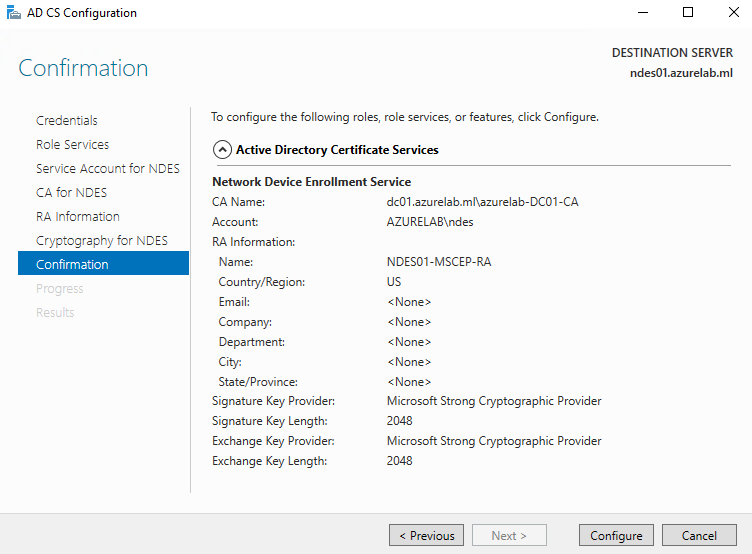 AD CS Configuration
DESTINATION SERVER
ndes01.azurelab.ml
Confirmation
Credentials
Role Services
Service Account for NDES
CA for NDES
RA Information
Cryptography for NDES
Confirmation
Progress
Results
To configure the following roles, role services, or features, click Configure.
Active Directory Certificate Services
Network Device Enrollment Service
CA Name: dc01.azurelab.ml\azurelab-DC01-CA
Account: AZURELAB\ndes
RA Information:
Name: NDES01-MSCEP-RA
Country/Region: US
Email: <None>
Company: <None>
Department: <None>
City: <None>
State/Province: <None>
Signature Key Provider: Microsoft Strong Cryptographic Provider
Signature Key Length: 2048
Exchange Key Provider: Microsoft Strong Cryptographic Provider
Exchange Key Length: 2048
< Previous Next > Configure Cancel